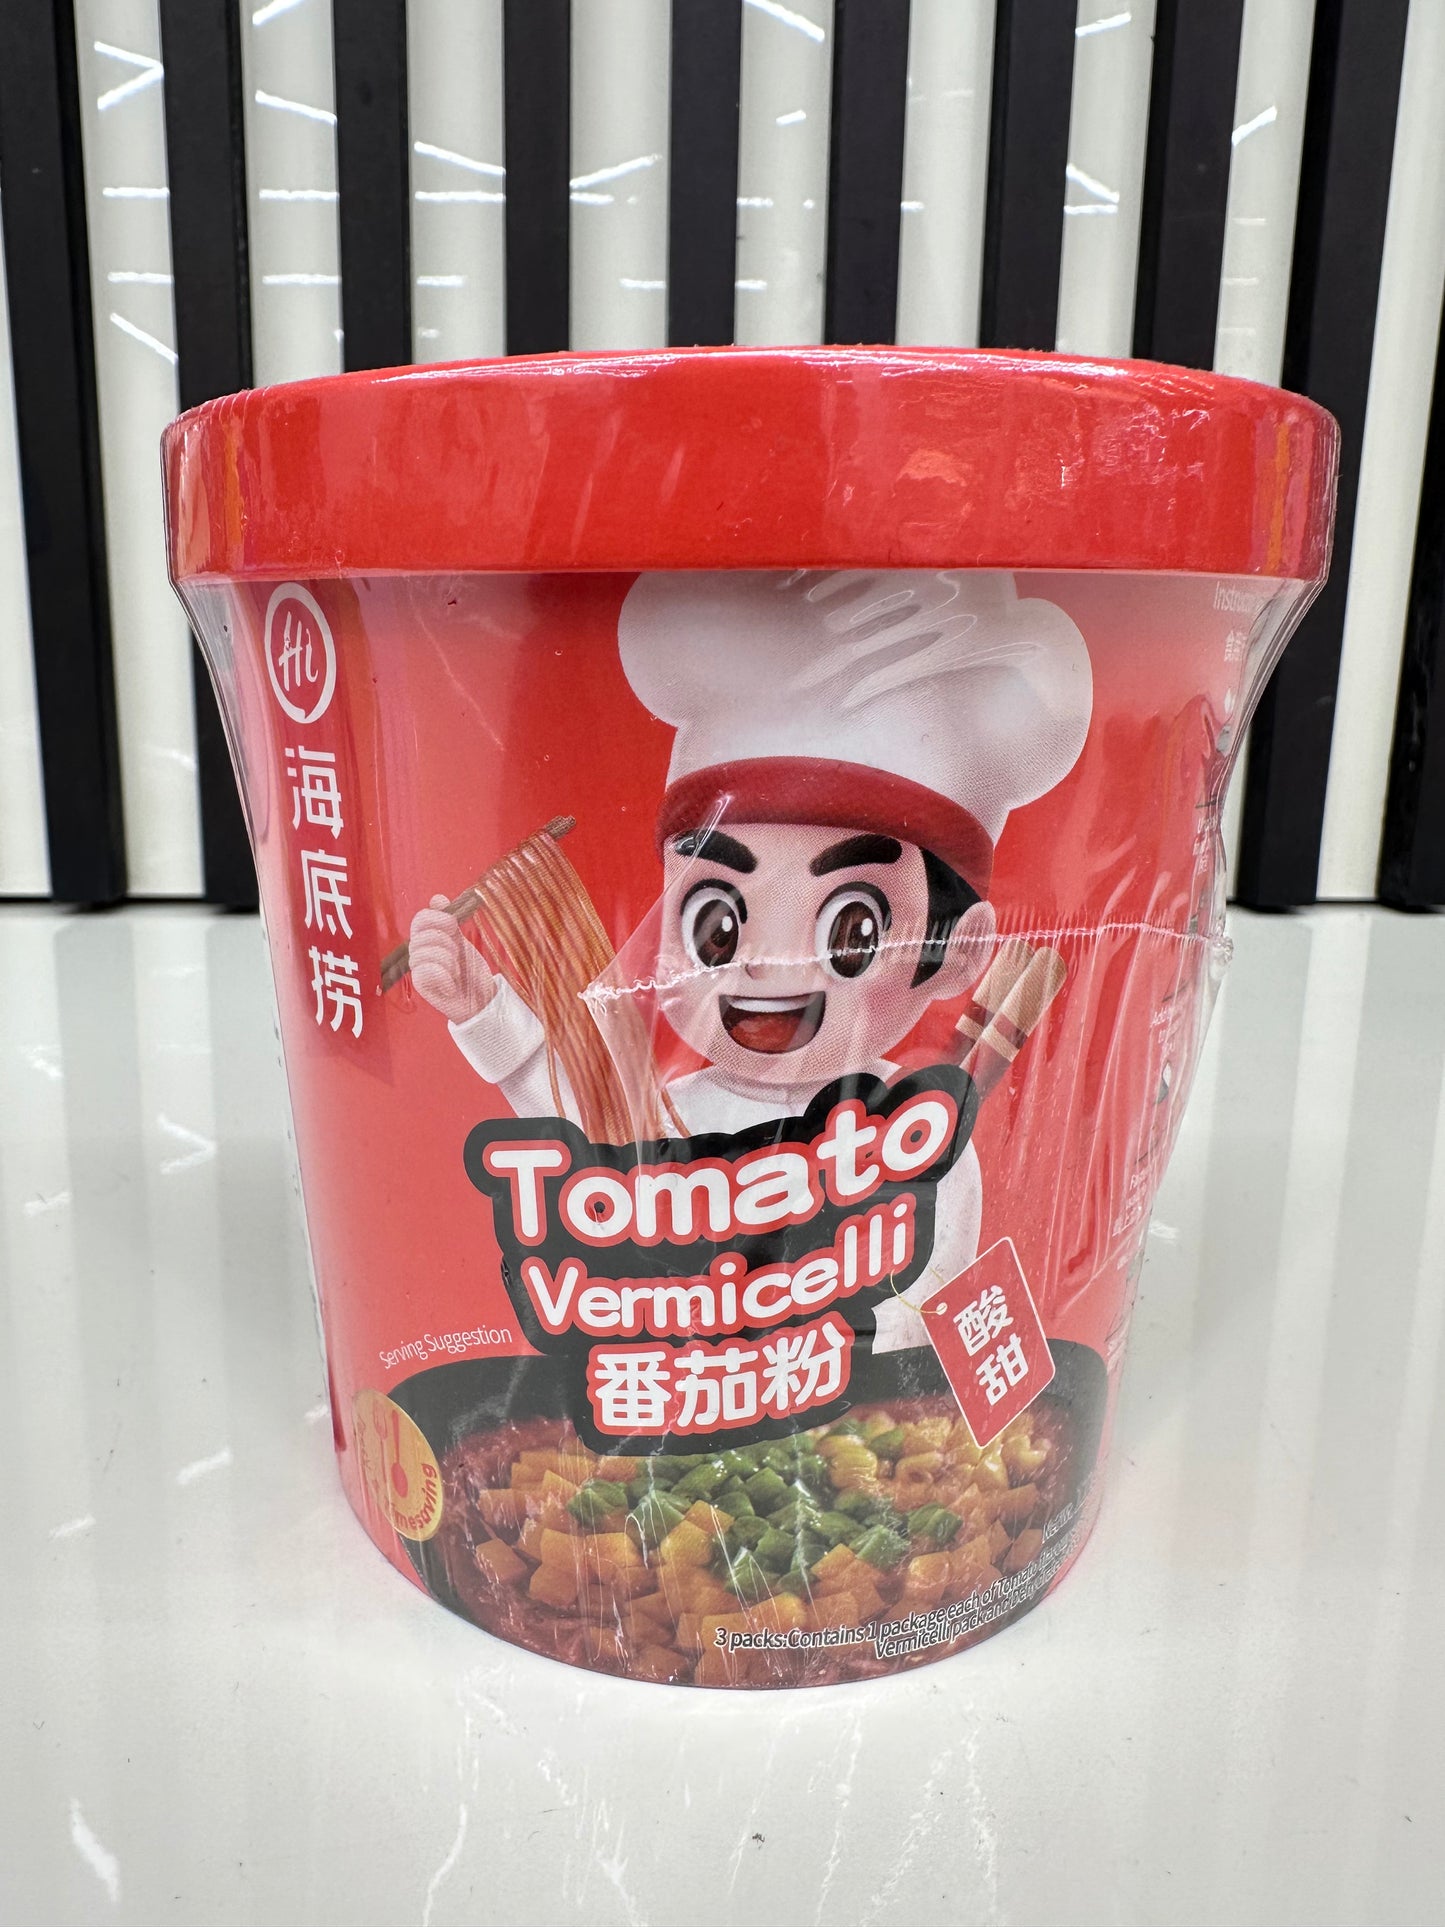 Hi
海底捞
Tomato
Vermicelli
番茄粉
酸甜
Serving Suggestion
3 packs:Contains 1 package each of Tomato
Vermicelli pack and